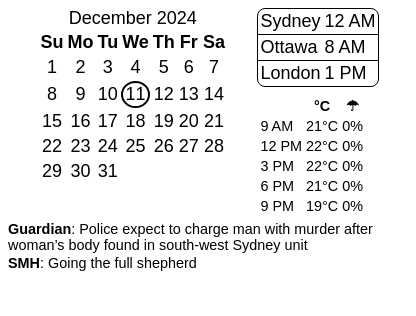 December 2024
Su Mo Tu We Th Fr Sa
1 2 3 4 5 6 7
8 9 10 11 12 13 14
15 16 17 18 19 20 21
22 23 24 25 26 27 28
29 30 31
Sydney 12 AM
Ottawa 8 AM
London 1 PM
°C ☂
9 AM 21°C 0%
12 PM 22°C 0%
3 PM 22°C 0%
6 PM 21°C 0%
9 PM 19°C 0%
Guardian: Police expect to charge man with murder after
woman’s body found in south-west Sydney unit
SMH: Going the full shepherd